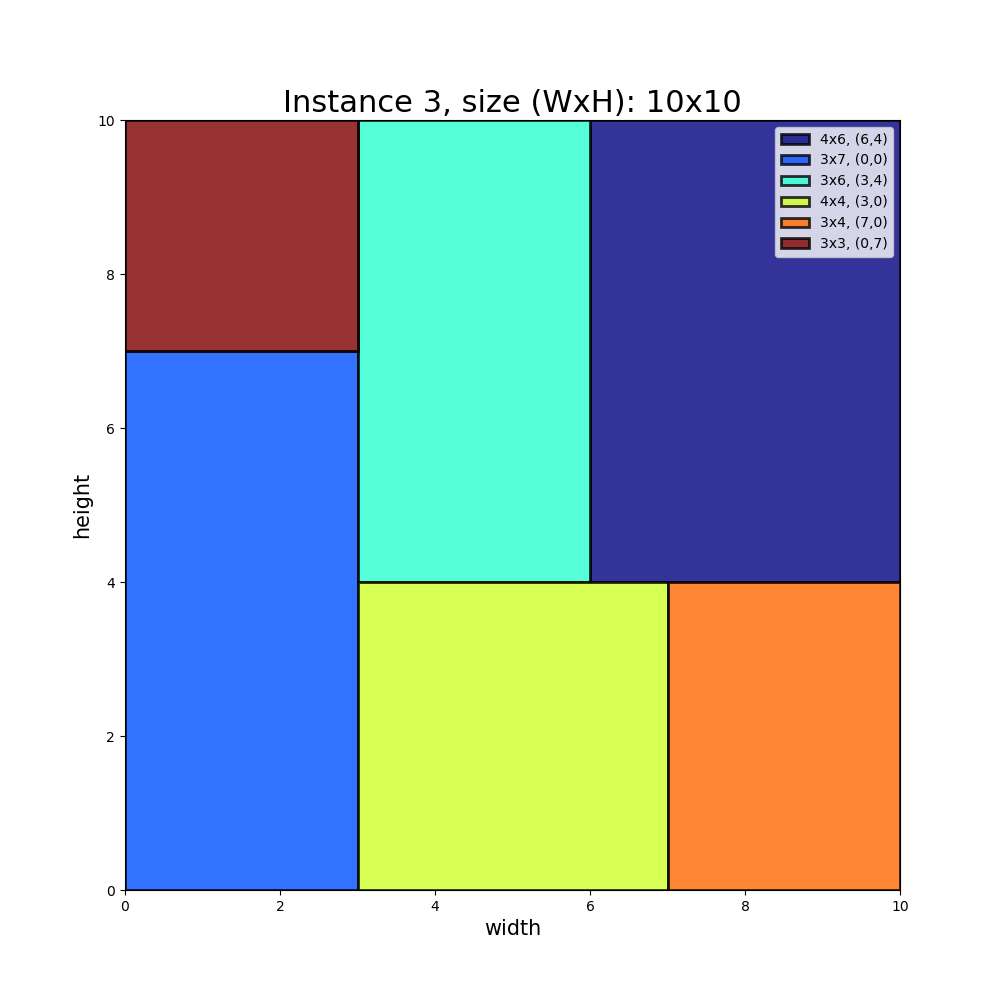 Instance 3, size (WxH): 10x10
10
8
6
4
2
0
height
4x6, (6,4)
3x7, (0,0)
3x6, (3,4)
4x4, (3,0)
3x4, (7,0)
3x3, (0,7)
0 2 4 6 8 10
width